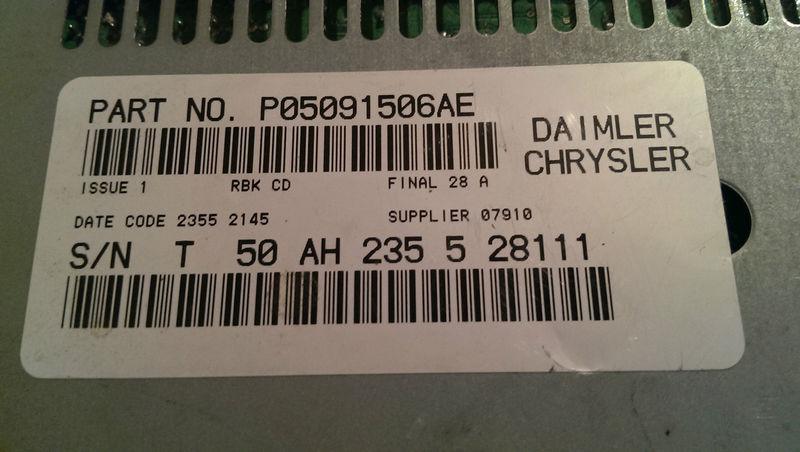 PART NO. P05091506AE
DAIMLER
CHRYSLER
ISSUE 1 RBK CD FINAL 28 A
DATE CODE 2355 2145 SUPPLIER 07910
S/N T 50 AH 235 5 28111